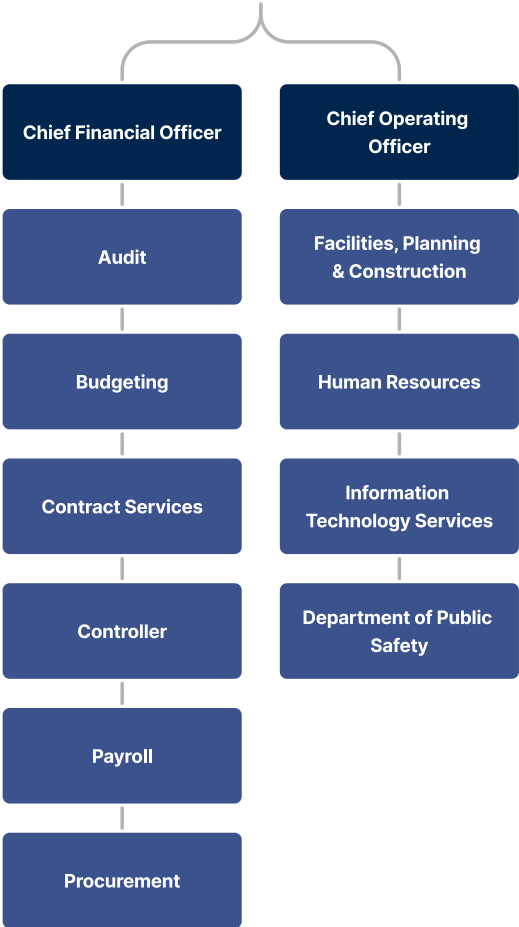 Chief Financial Officer
Audit
Budgeting
Contract Services
Controller
Payroll
Procurement
Chief Operating
Officer
Facilities, Planning
& Construction
Human Resources
Information
Technology Services
Department of Public
Safety